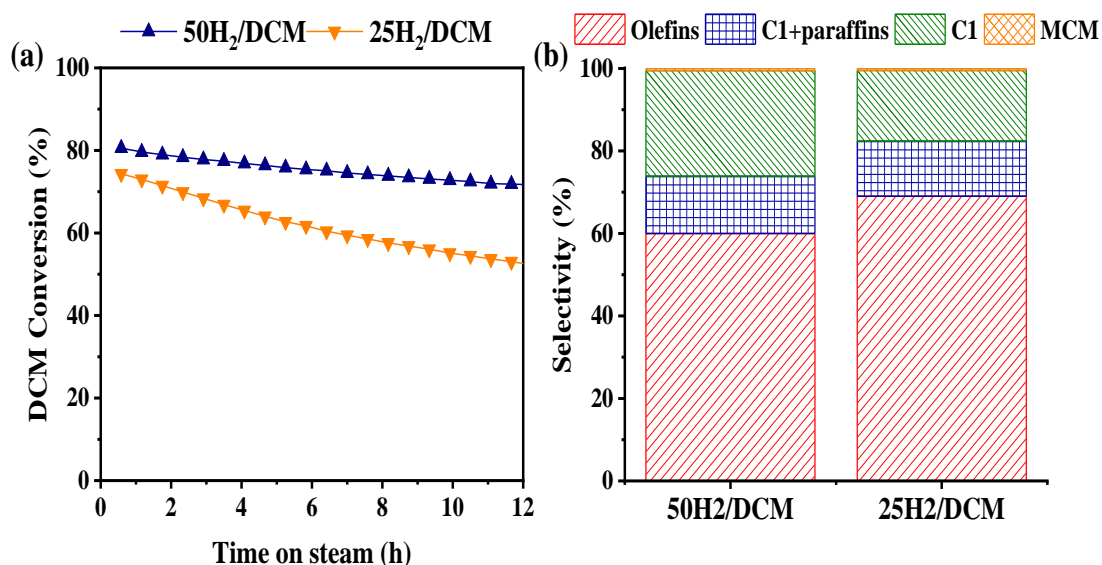 50H₂/DCM 25H₂/DCM
Olefins C1+paraffins C1 MCM
(a)
(b)
DCM Conversion (%)
100
80
60
40
20
0
0 2 4 6 8 10 12
Time on steam (h)
Selectivity (%)
100
80
60
40
20
0
50H2/DCM 25H2/DCM